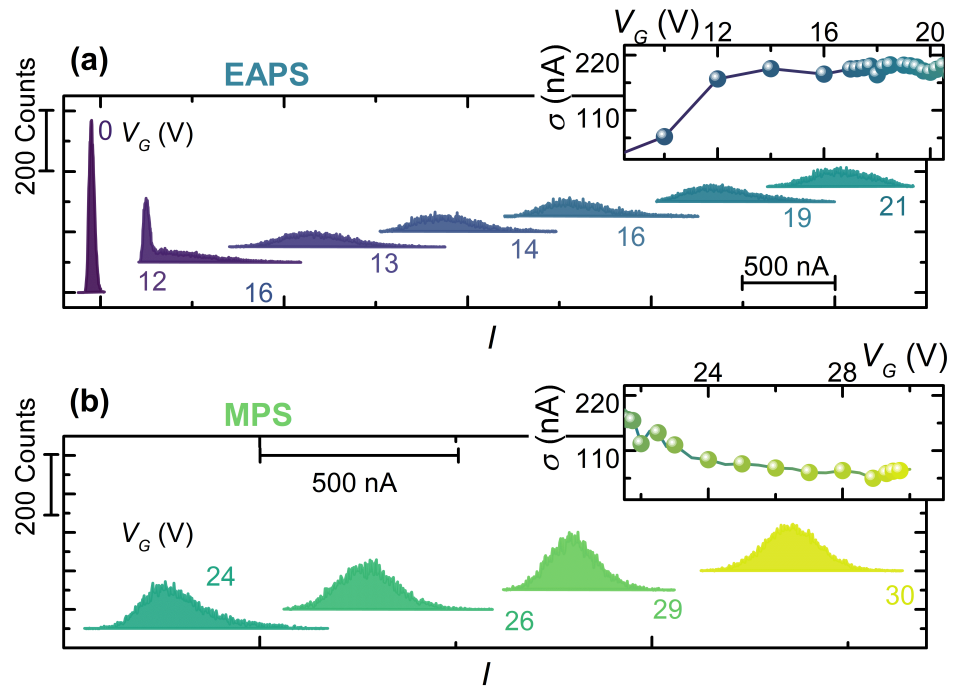 (a)
EAPS
V_G (V)
12 16 20
220
110
σ (nA)
200 Counts
0 V_G (V)
12
16
13
14
16
19
21
500 nA
I
(b)
MPS
V_G (V)
24 28
220
110
σ (nA)
200 Counts
500 nA
V_G (V)
24
26
29
30
I